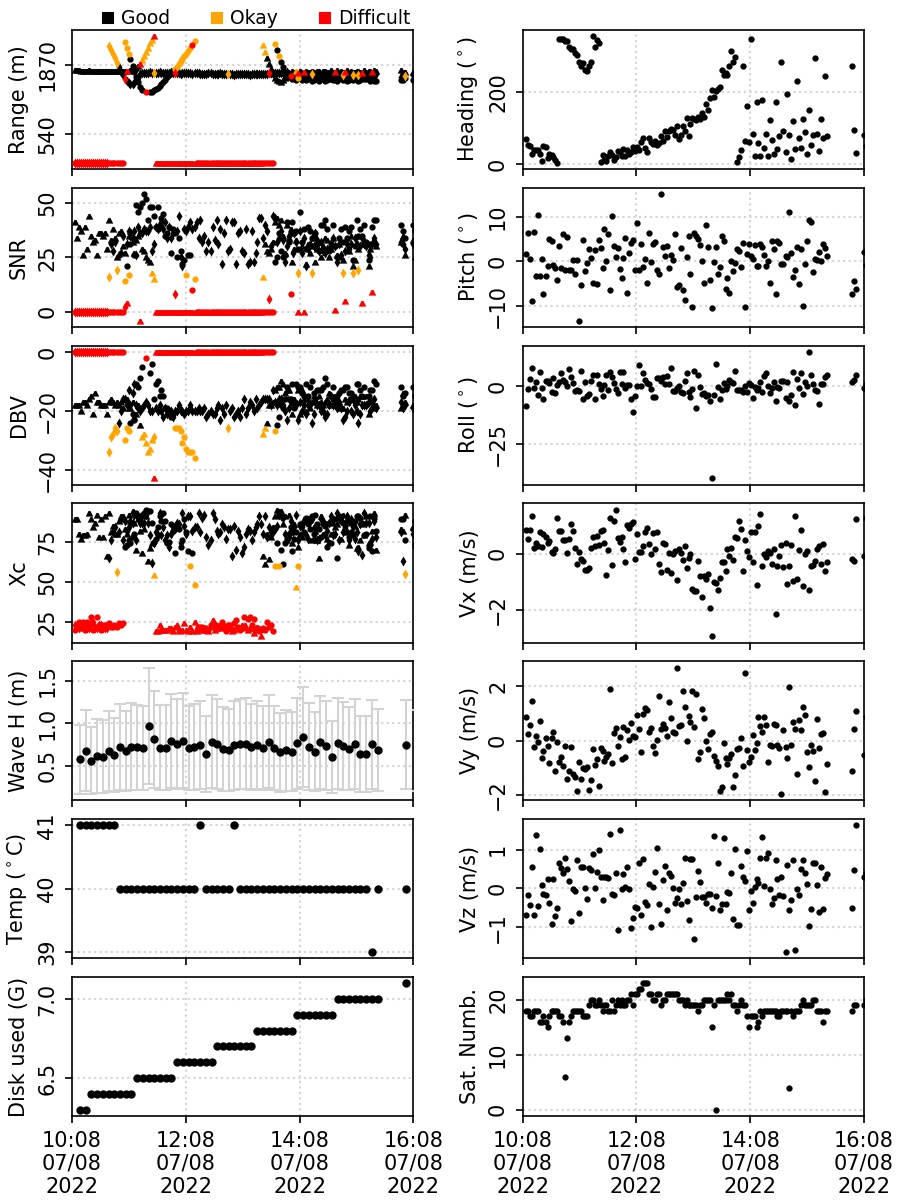 Good Okay Difficult
Range (m)
1870
540
Heading (°)
200
0
SNR
50
25
0
Pitch (°)
10
0
−10
DBV
0
−20
−40
Roll (°)
0
−25
Xc
75
50
25
Vx (m/s)
0
−2
Wave H (m)
1.5
1.0
0.5
Vy (m/s)
2
0
−2
Temp (°C)
41
40
39
Vz (m/s)
1
0
−1
Disk used (G)
7.0
6.5
Sat. Numb.
20
10
0
10:08 12:08 14:08 16:08 10:08 12:08 14:08 16:08
07/08 07/08 07/08 07/08 07/08 07/08 07/08 07/08
2022 2022 2022 2022 2022 2022 2022 2022